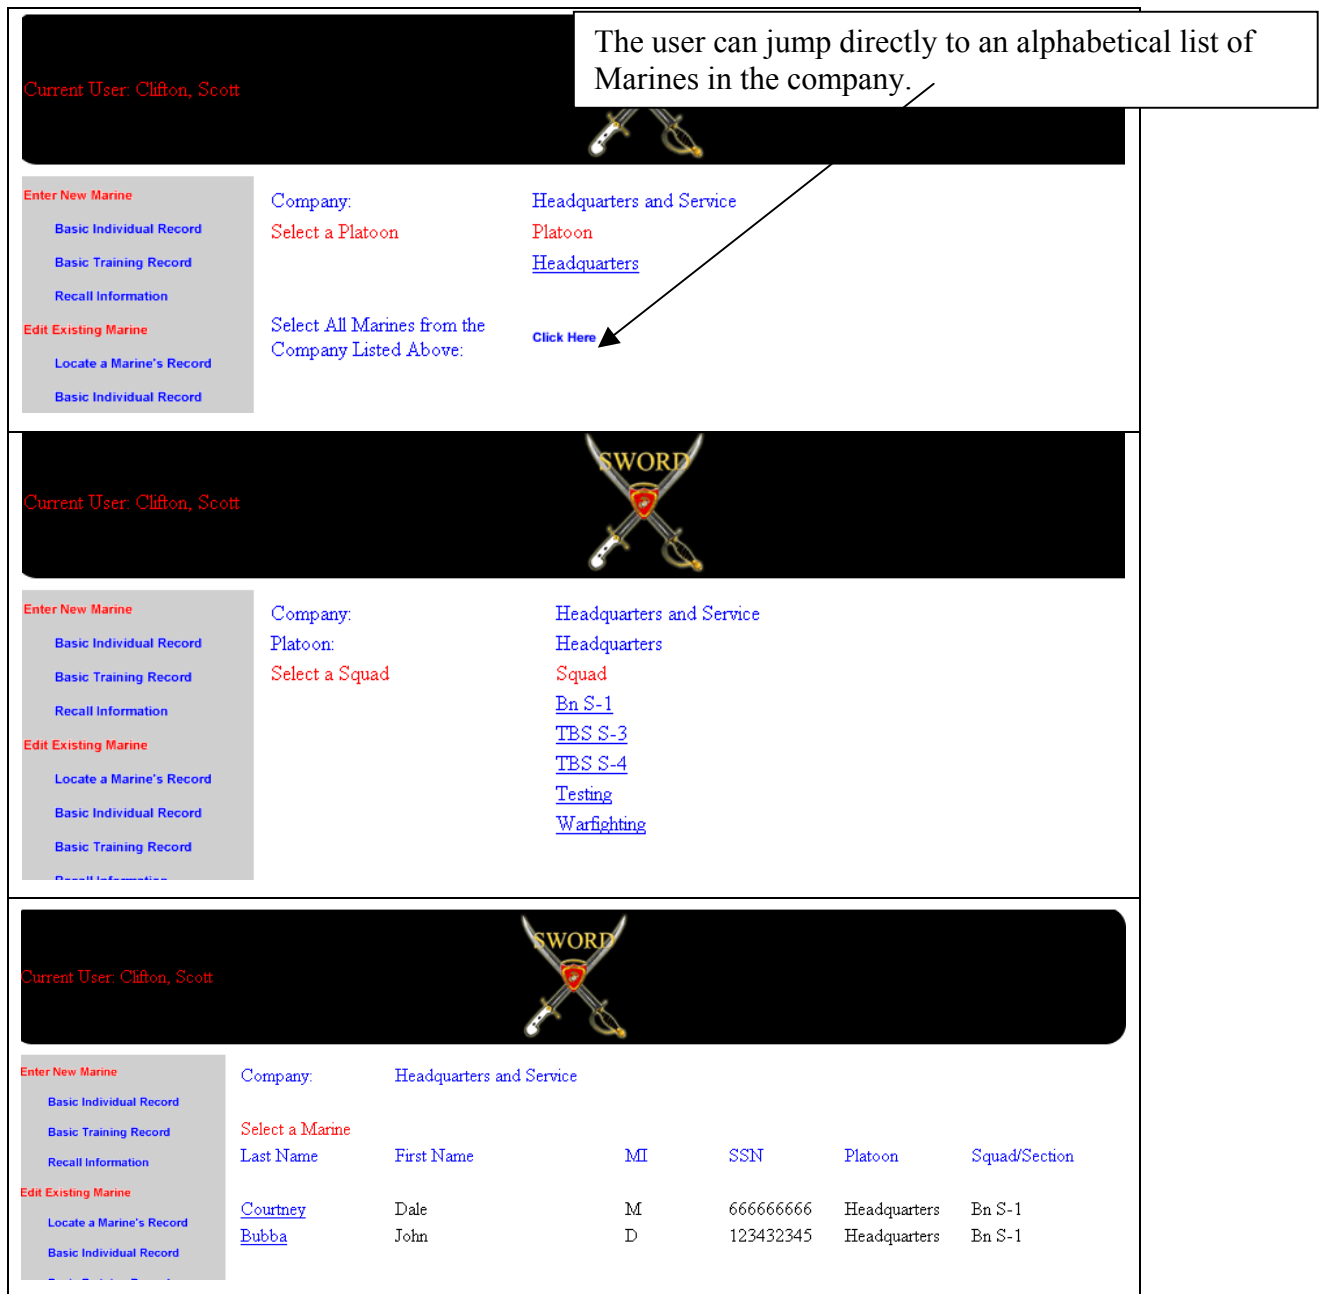 The user can jump directly to an alphabetical list of
Marines in the company.
Current User: Clifton, Scott
Enter New Marine
Basic Individual Record
Basic Training Record
Recall Information
Edit Existing Marine
Locate a Marine's Record
Basic Individual Record
Company: Headquarters and Service
Select a Platoon Platoon
Headquarters
Select All Marines from the
Company Listed Above: Click Here
SWORD
Current User: Clifton, Scott
Enter New Marine
Basic Individual Record
Basic Training Record
Recall Information
Edit Existing Marine
Locate a Marine's Record
Basic Individual Record
Basic Training Record
Recall Information
Company: Headquarters and Service
Platoon: Headquarters
Select a Squad Squad
Bn S-1
TBS S-3
TBS S-4
Testing
Warfighting
SWORD
Current User: Clifton, Scott
Enter New Marine
Basic Individual Record
Basic Training Record
Recall Information
Edit Existing Marine
Locate a Marine's Record
Basic Individual Record
Company: Headquarters and Service
Select a Marine
Last Name First Name MI SSN Platoon Squad/Section
Courtney Dale M 666666666 Headquarters Bn S-1
Bubba John D 123432345 Headquarters Bn S-1